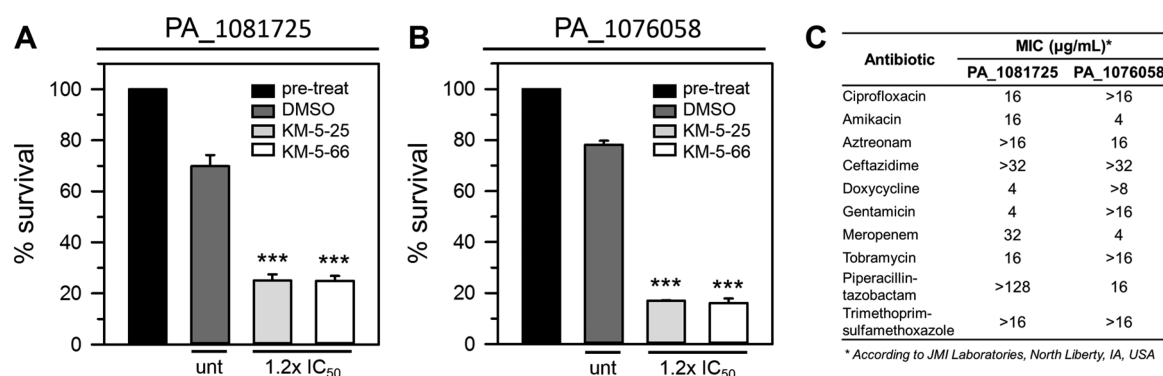 A
PA_1081725
% survival
100
80
60
40
20
0
pre-treat
DMSO
KM-5-25
KM-5-66
***
***
unt
1.2x IC50
B
PA_1076058
% survival
100
80
60
40
20
0
pre-treat
DMSO
KM-5-25
KM-5-66
***
***
unt
1.2x IC50
C
Antibiotic MIC (µg/mL)*
PA_1081725 PA_1076058
Ciprofloxacin 16 >16
Amikacin 16 4
Aztreonam >16 16
Ceftazidime >32 >32
Doxycycline 4 >8
Gentamicin 4 >16
Meropenem 32 4
Tobramycin 16 >16
Piperacillin-
tazobactam >128 16
Trimethoprim-
sulfamethoxazole >16 >16
* According to JMI Laboratories, North Liberty, IA, USA